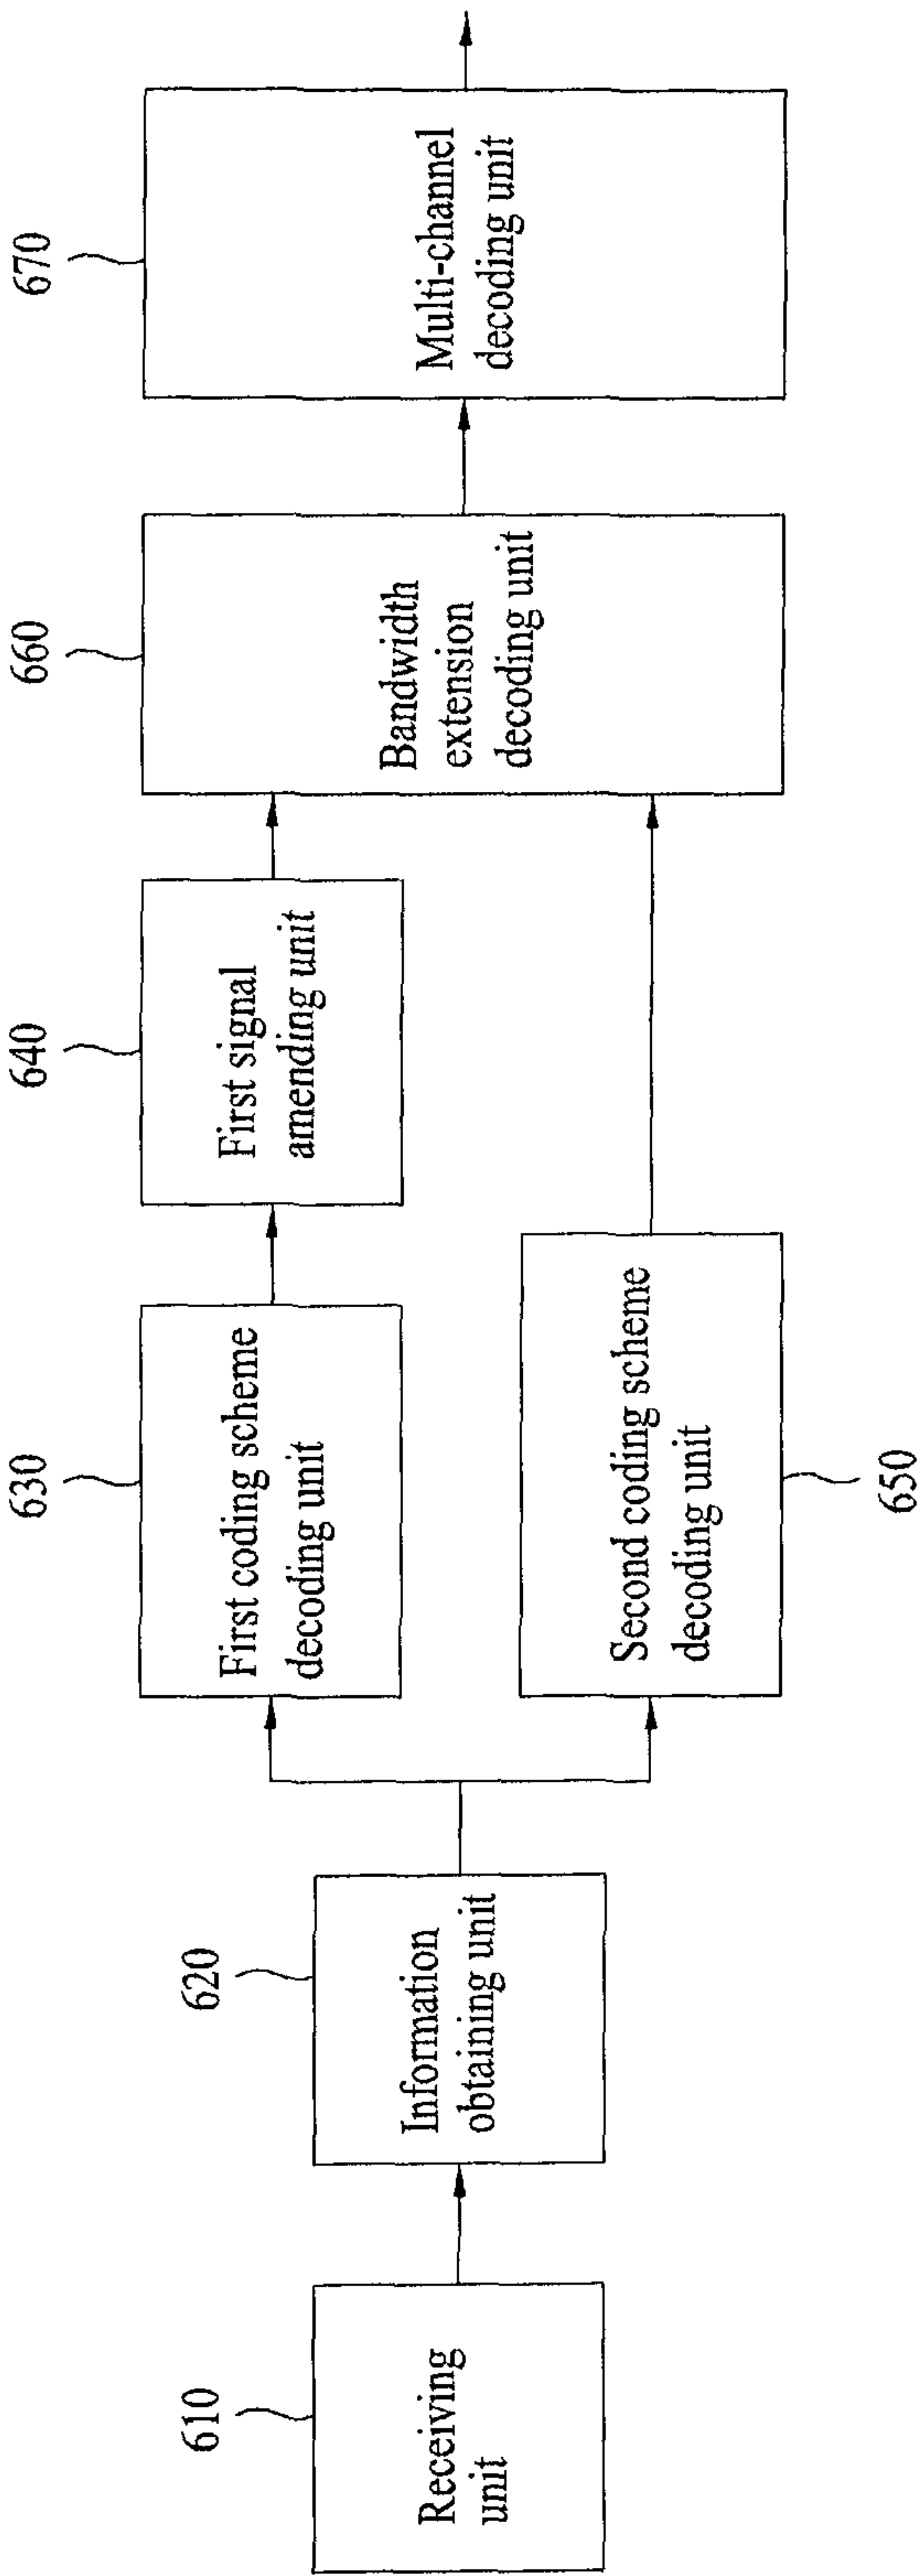 610
Receiving
unit
620
Information
obtaining unit
630
First coding scheme
decoding unit
640
First signal
amending unit
Second coding scheme
decoding unit
650
660
Bandwidth
extension
decoding unit
670
Multi-channel
decoding unit